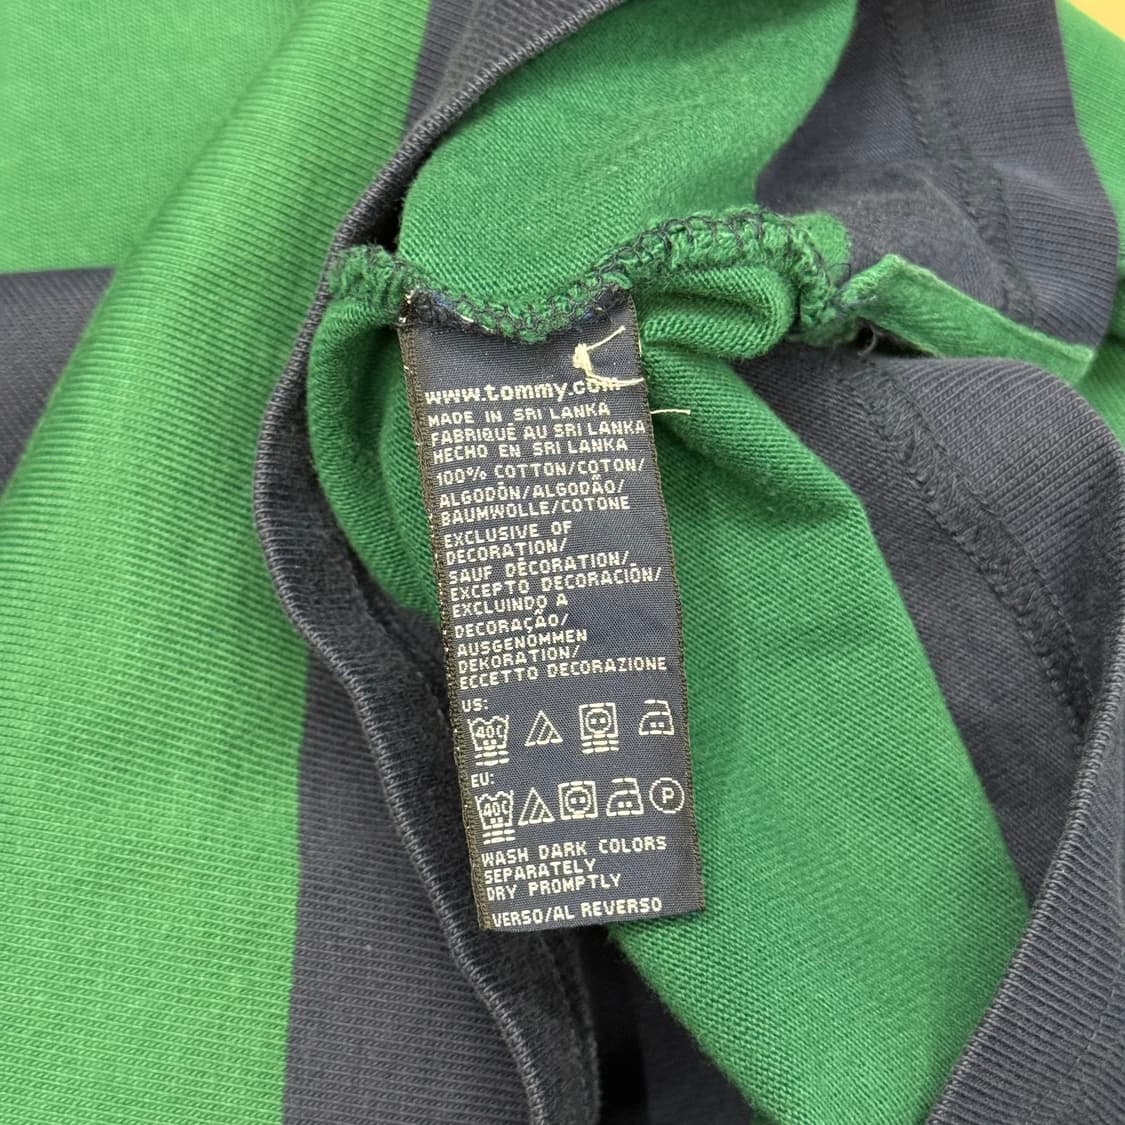 www.tommy.com
MADE IN SRI LANKA
FABRIQUÉ AU SRI LANKA
HECHO EN SRI LANKA
100% COTTON/COTON/
ALGODÓN/ALGODÃO/
BAUMWOLLE/COTONE
EXCLUSIVE OF
DECORATION/
SAUF DÉCORATION/
EXCEPTO DECORACIÓN/
EXCLUINDO A
DECORAÇÃO/
AUSGENOMMEN
DEKORATION/
ECCETTO DECORAZIONE
US:
40C
EU:
40C P
WASH DARK COLORS
SEPARATELY
DRY PROMPTLY
VERSO/AL REVERSO